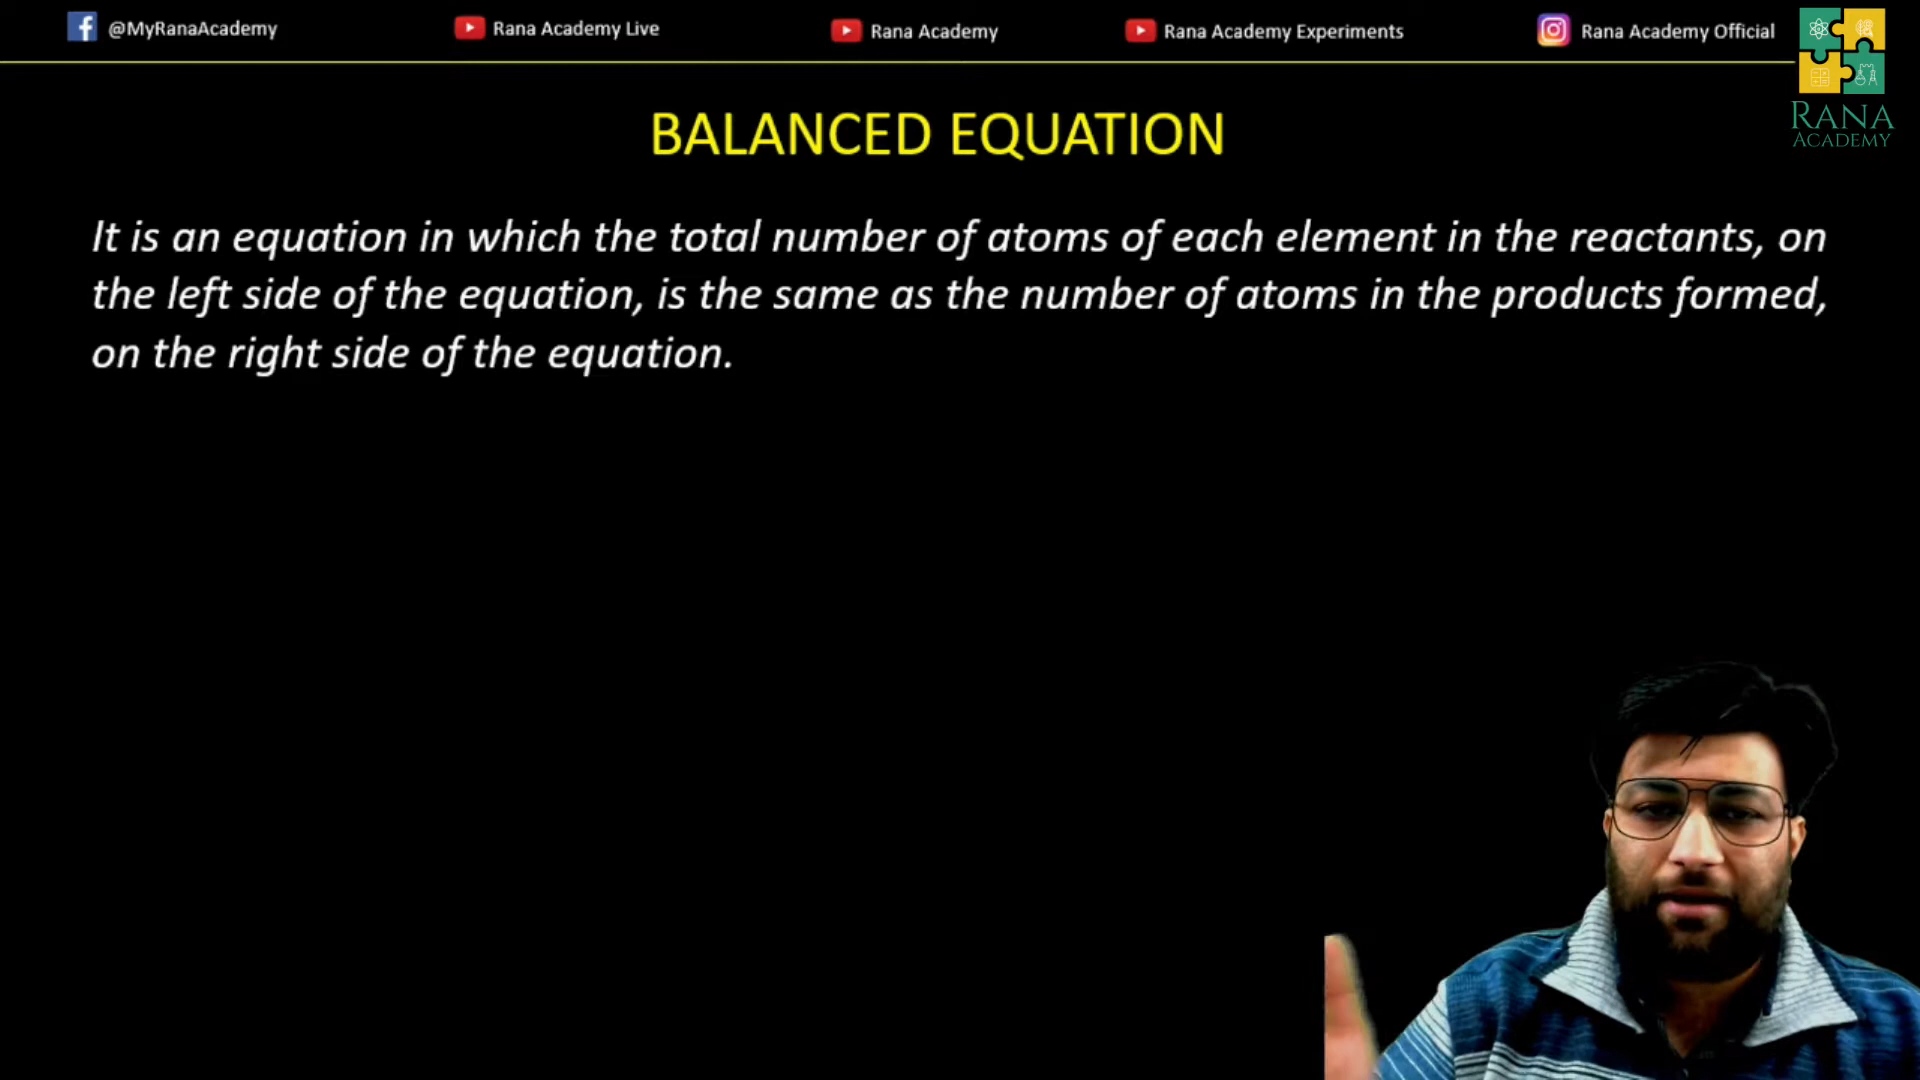 @MyRanaAcademy
Rana Academy Live
Rana Academy
Rana Academy Experiments
Rana Academy Official
RANA
ACADEMY
BALANCED EQUATION
It is an equation in which the total number of atoms of each element in the reactants, on
the left side of the equation, is the same as the number of atoms in the products formed,
on the right side of the equation.